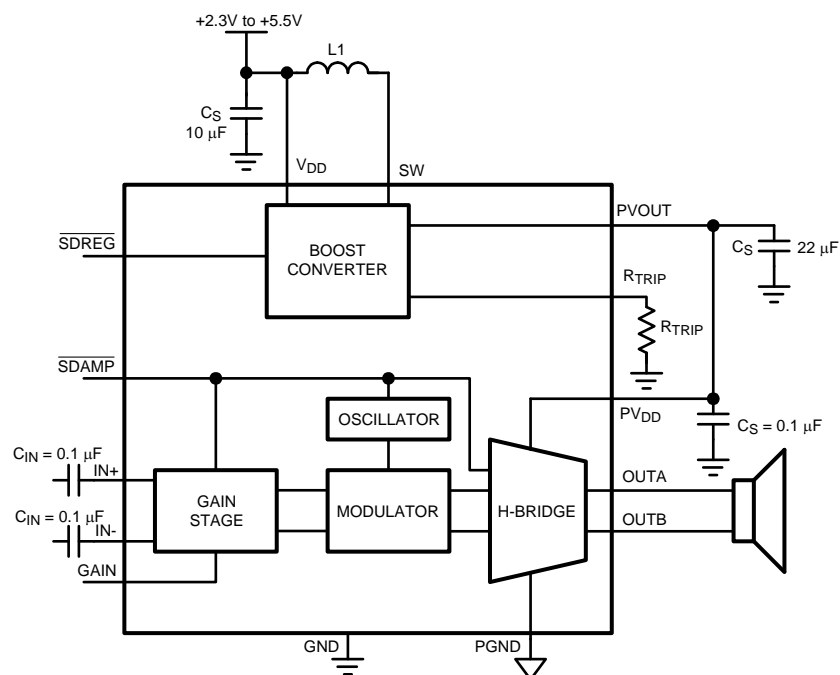 +2.3V to +5.5V
L1
CS
10 μF
VDD
SW
PVOUT
SDREG
BOOST
CONVERTER
CS
22 μF
RTRIP
RTRIP
SDAMP
OSCILLATOR
PVDD
CS = 0.1 μF
CIN = 0.1 μF
IN+
GAIN
STAGE
MODULATOR
H-BRIDGE
OUTA
CIN = 0.1 μF
IN-
OUTB
GAIN
GND
PGND